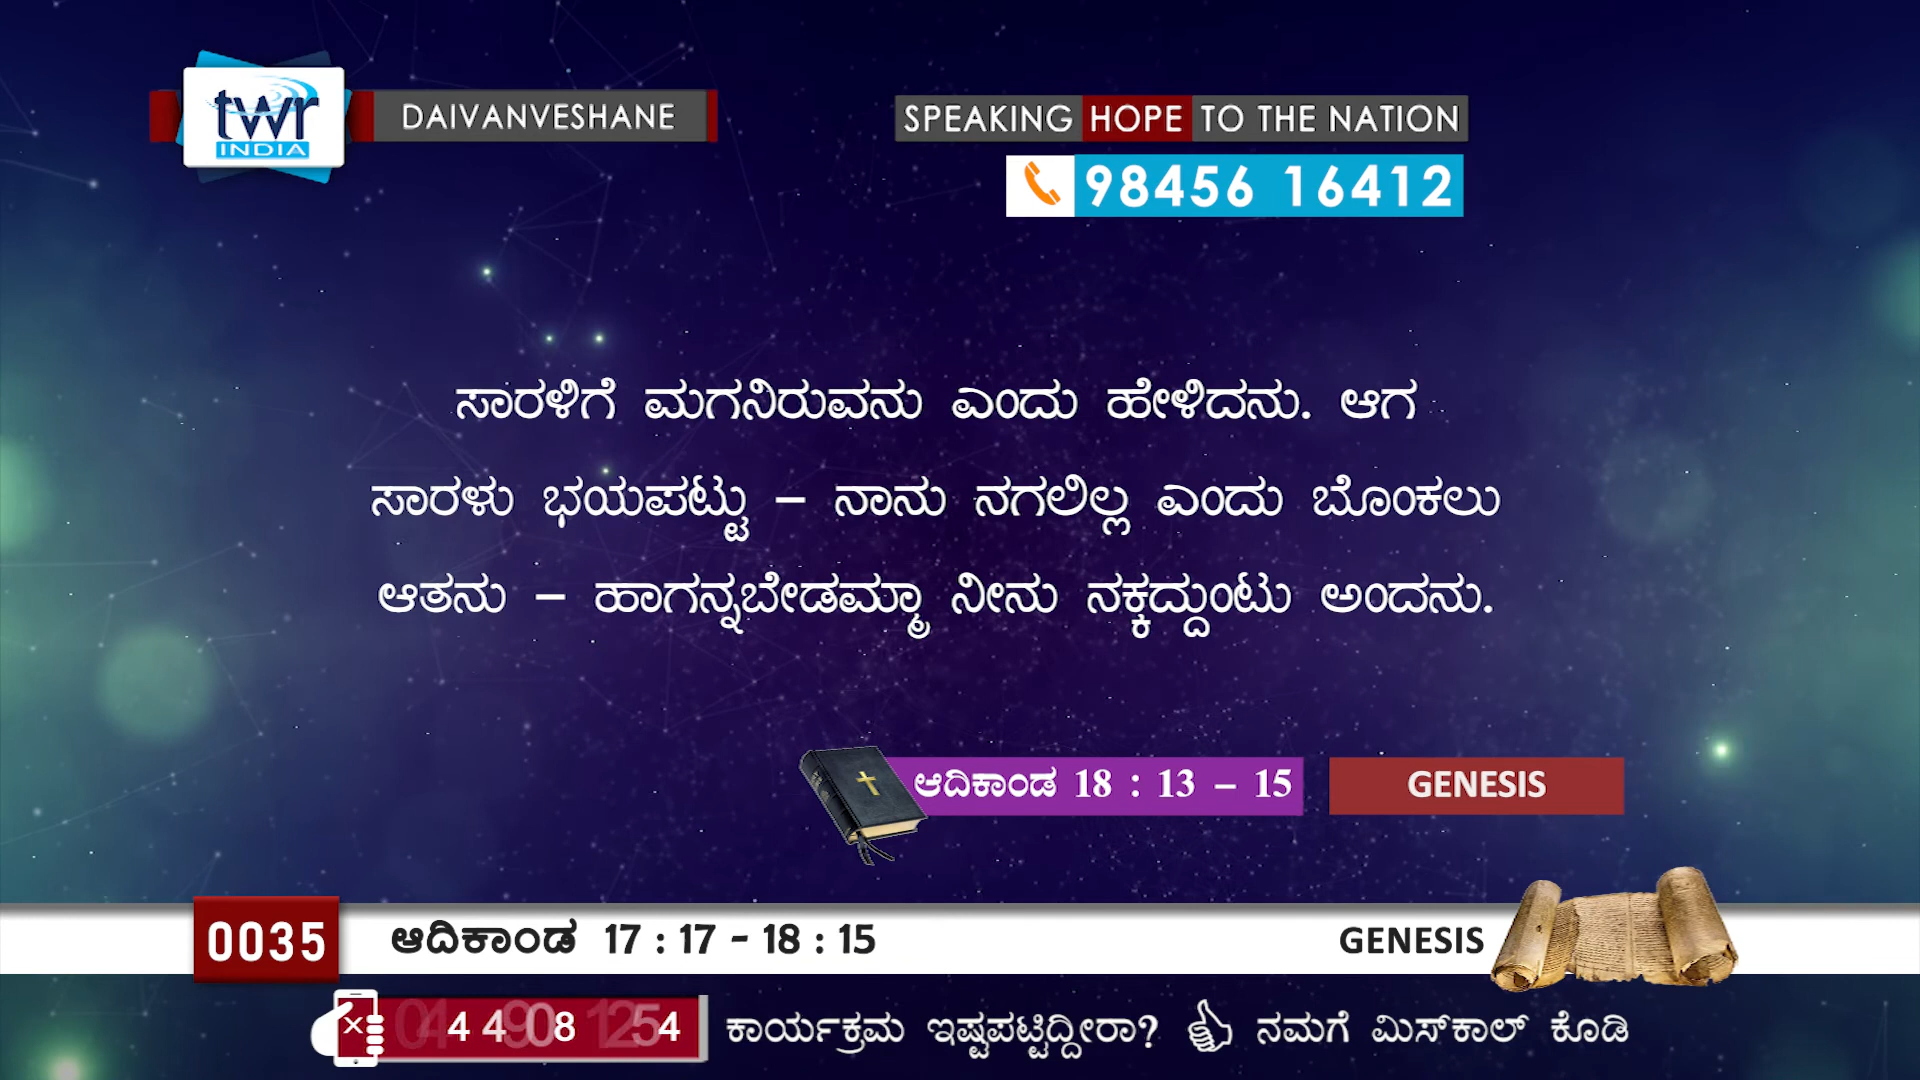 twr
INDIA
DAIVANVESHANE
SPEAKING HOPE TO THE NATION
98456 16412
ಸಾರಳಿಗೆ ಮಗನಿರುವನು ಎಂದು ಹೇಳಿದನು. ಆಗ
ಸಾರಳು ಭಯಪಟ್ಟು – ನಾನು ನಗಲಿಲ್ಲ ಎಂದು ಬೊಂಕಲು
ಆತನು – ಹಾಗನ್ನಬೇಡಮ್ಮಾ ನೀನು ನಕ್ಕದ್ದುಂಟು ಅಂದನು.
ಆದಿಕಾಂಡ 18 : 13 – 15
GENESIS
0035
ಆದಿಕಾಂಡ 17 : 17 - 18 : 15
GENESIS
ಕಾರ್ಯಕ್ರಮ ಇಷ್ಟಪಟ್ಟಿದ್ದೀರಾ? ನಮಗೆ ಮಿಸ್‌ಕಾಲ್ ಕೊಡಿ